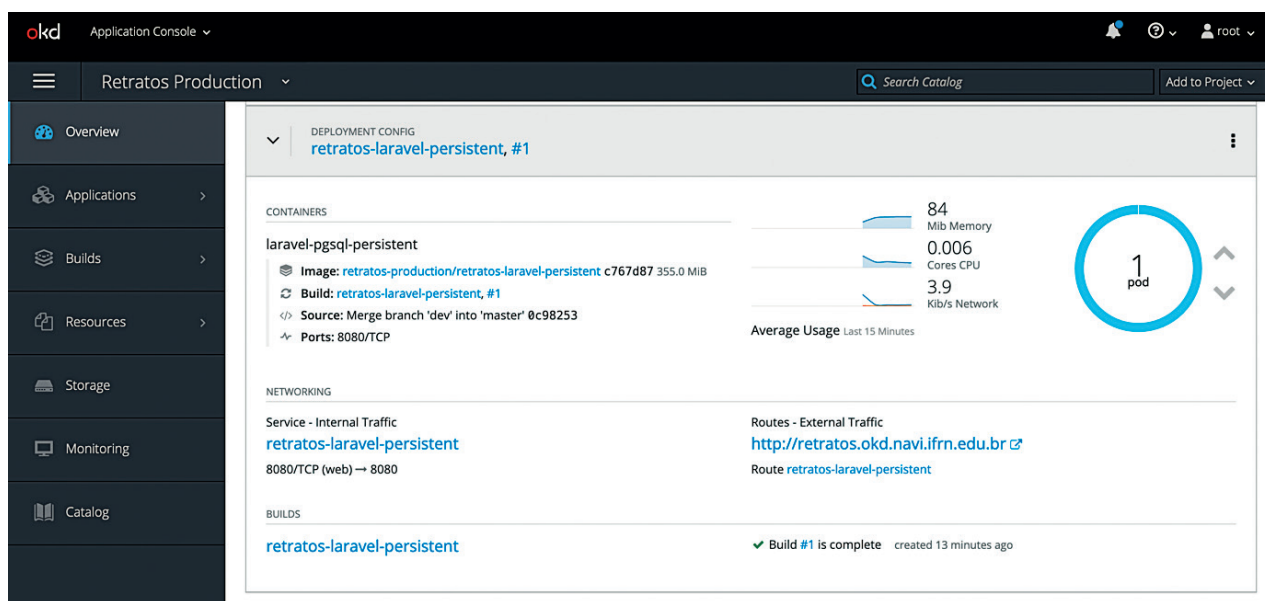 okd Application Console root
Retratos Production Search Catalog Add to Project
Overview
Applications
Builds
Resources
Storage
Monitoring
Catalog
DEPLOYMENT CONFIG
retratos-laravel-persistent, #1
CONTAINERS
laravel-pgsql-persistent
Image: retratos-production/retratos-laravel-persistent c767d87 355.0 MiB
Build: retratos-laravel-persistent, #1
</> Source: Merge branch 'dev' into 'master' 0c98253
Ports: 8080/TCP
84
Mib Memory
0.006
Cores CPU
3.9
Kib/s Network
Average Usage Last 15 Minutes
1
pod
NETWORKING
Service - Internal Traffic
retratos-laravel-persistent
8080/TCP (web) → 8080
Routes - External Traffic
http://retratos.okd.navi.ifrn.edu.br
Route retratos-laravel-persistent
BUILDS
retratos-laravel-persistent
Build #1 is complete created 13 minutes ago